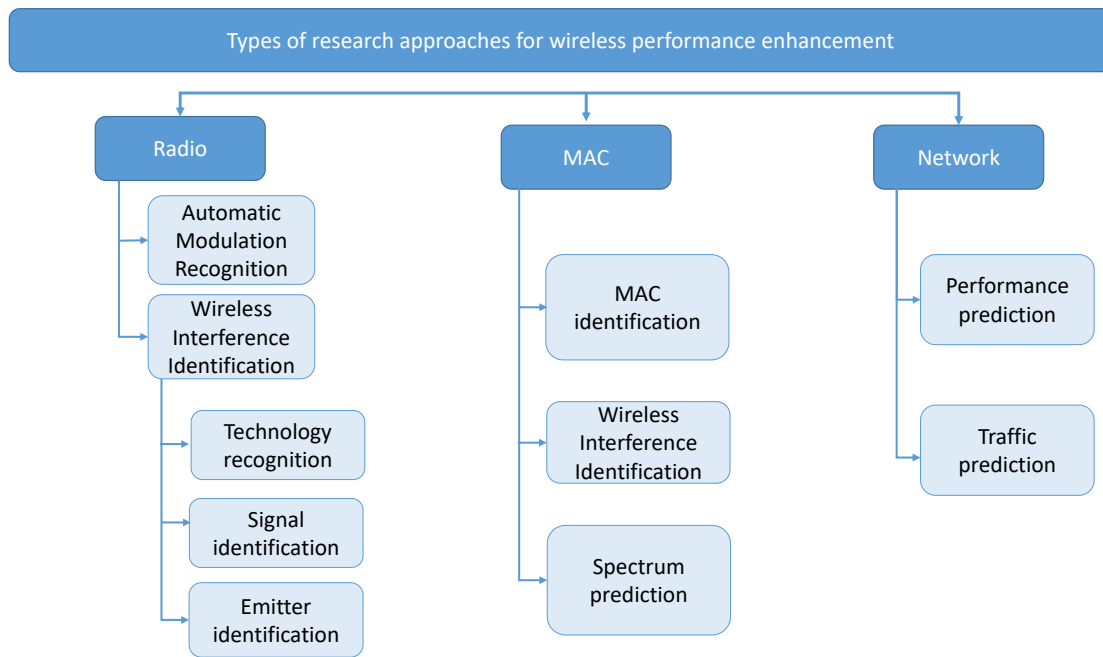 Types of research approaches for wireless performance enhancement
Radio
MAC
Network
Automatic
Modulation
Recognition
Wireless
Interference
Identification
Technology
recognition
Signal
identification
Emitter
identification
MAC
identification
Wireless
Interference
Identification
Spectrum
prediction
Performance
prediction
Traffic
prediction